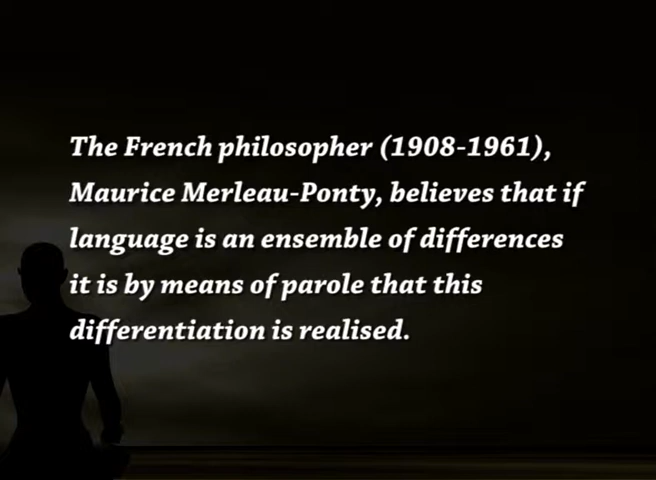 The French philosopher (1908-1961),
Maurice Merleau-Ponty, believes that if
language is an ensemble of differences
it is by means of parole that this
differentiation is realised.